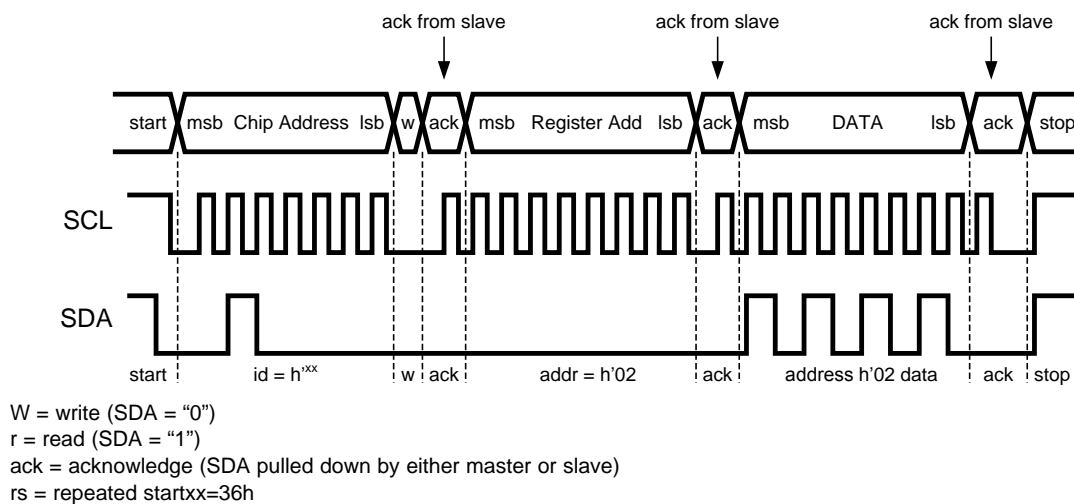 ack from slave ack from slave ack from slave
start msb Chip Address lsb w ack msb Register Add lsb ack msb DATA lsb ack stop
SCL
SDA
start id = h'xx w ack addr = h'02 ack address h'02 data ack stop
W = write (SDA = “0”)
r = read (SDA = “1”)
ack = acknowledge (SDA pulled down by either master or slave)
rs = repeated startxx=36h